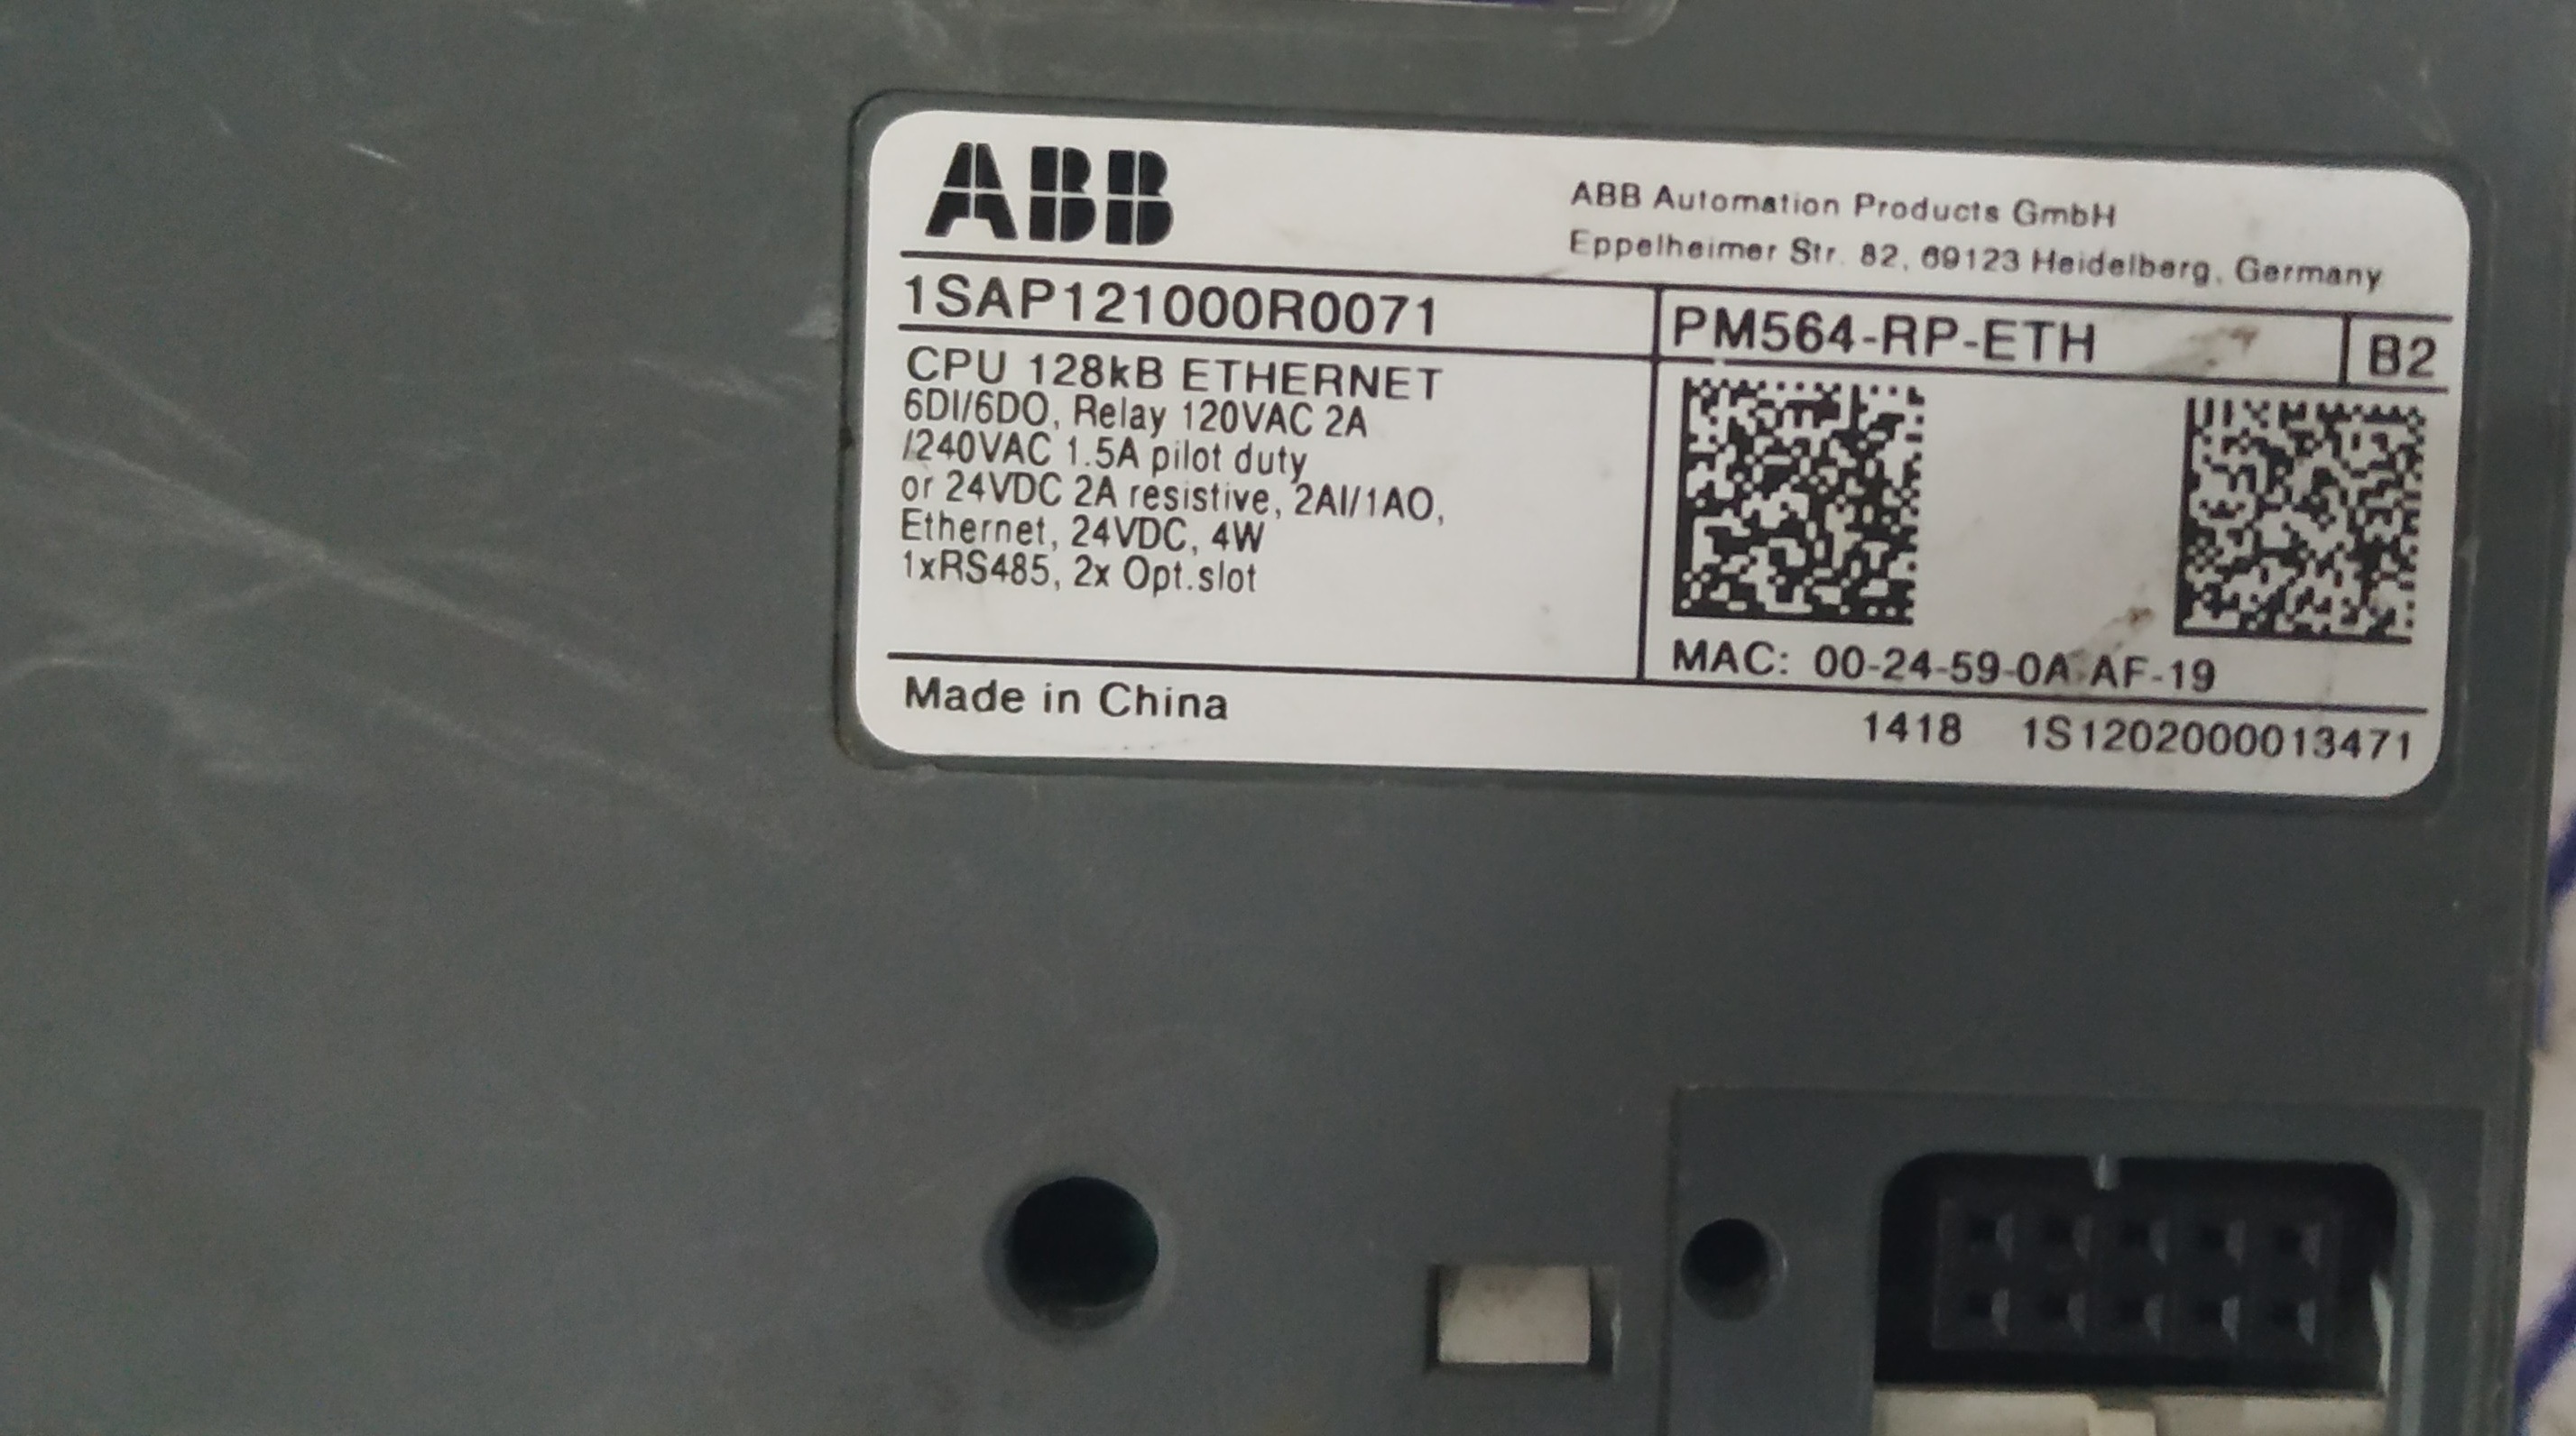 ABB
ABB Automation Products GmbH
Eppelheimer Str. 82, 69123 Heidelberg, Germany
1SAP121000R0071
PM564-RP-ETH
B2
CPU 128kB ETHERNET
6DI/6DO, Relay 120VAC 2A
/240VAC 1.5A pilot duty
or 24VDC 2A resistive, 2AI/1AO,
Ethernet, 24VDC, 4W
1xRS485, 2x Opt.slot
MAC: 00-24-59-0A-AF-19
Made in China
1418 1S1202000013471